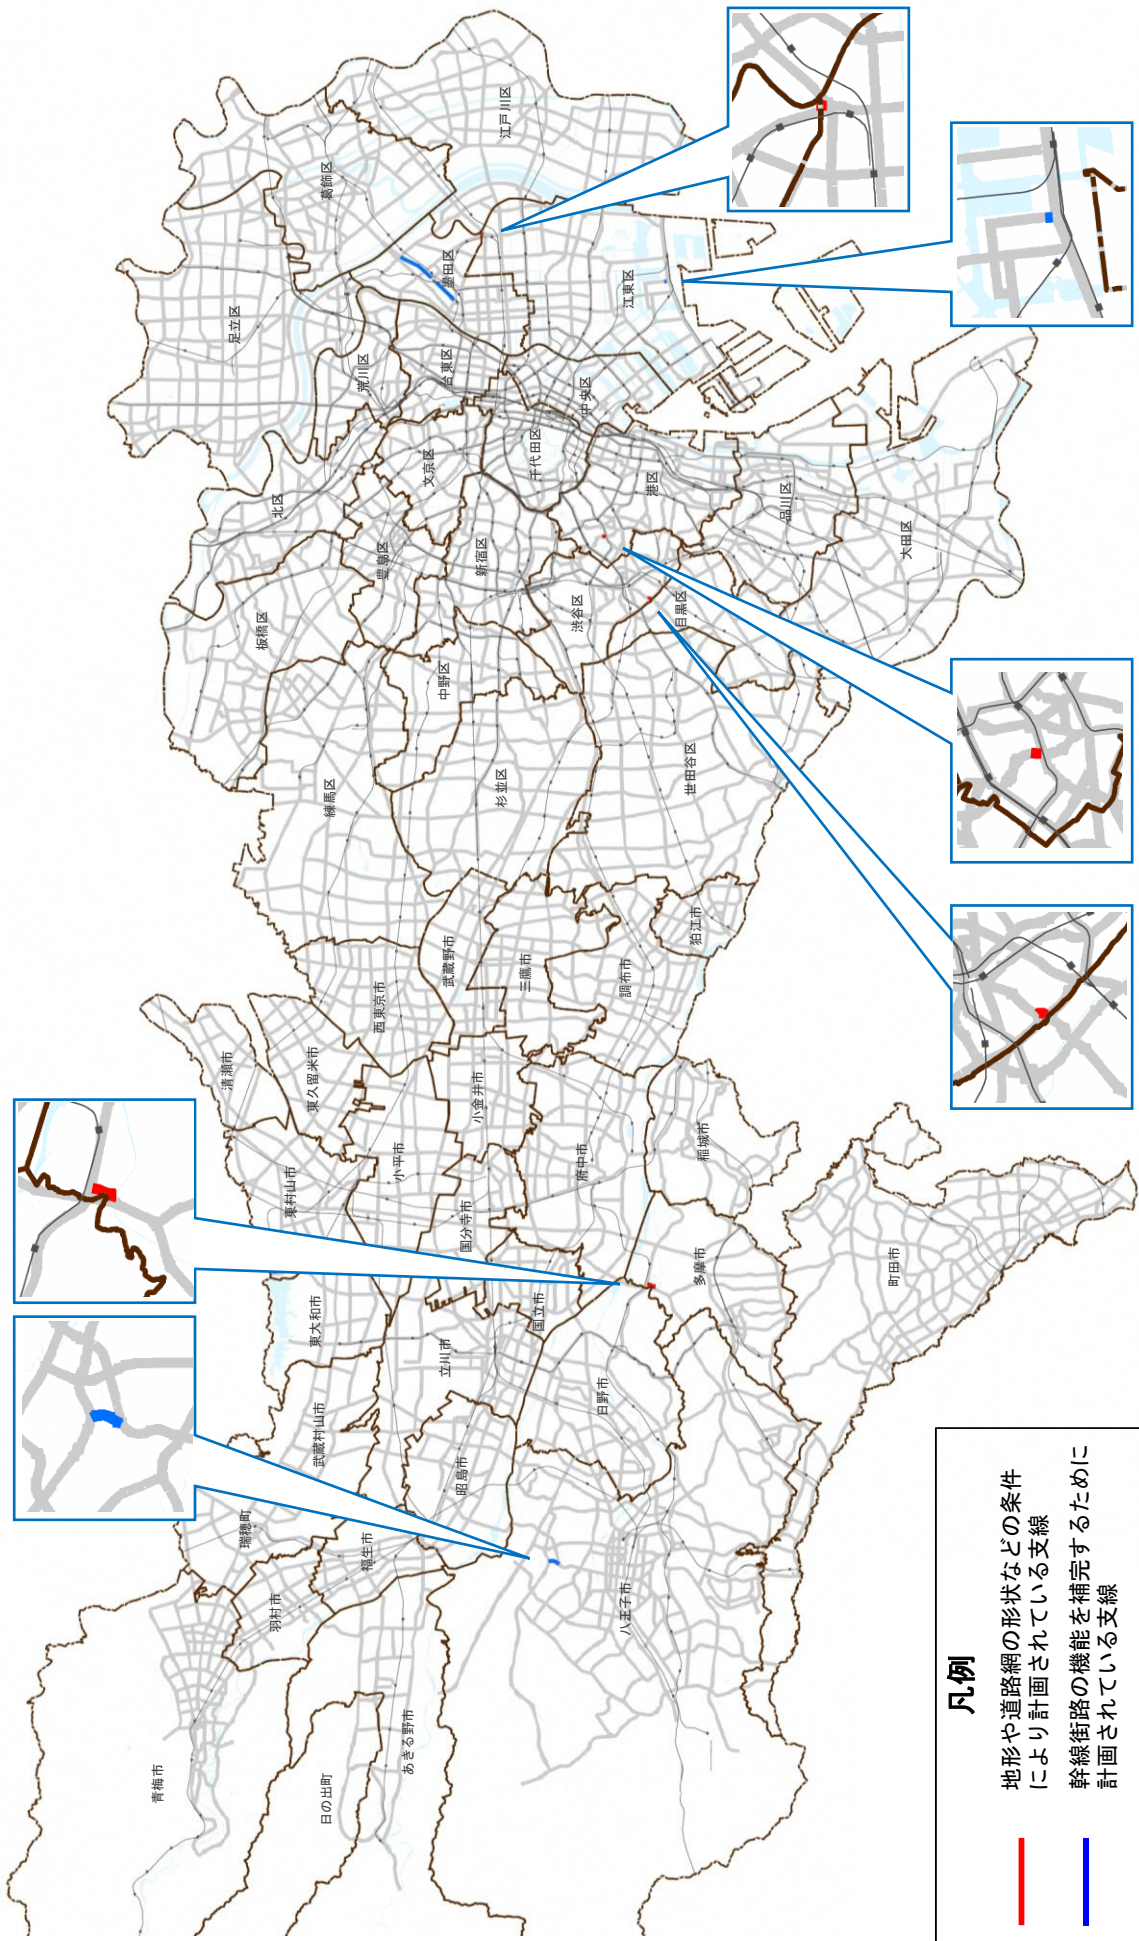 江戸川区
葛飾区
足立区
墨田区
江東区
荒川区
台東区
中央区
千代田区
文京区
北区
港区
品川区
大田区
新宿区
豊島区
板橋区
渋谷区
目黒区
中野区
練馬区
杉並区
世田谷区
武蔵野市
三鷹市
調布市
狛江市
西東京市
清瀬市
東久留米市
小金井市
小平市
府中市
稲城市
東村山市
国分寺市
多摩市
町田市
国立市
東大和市
立川市
日野市
武蔵村山市
昭島市
瑞穂町
福生市
羽村市
八王子市
あきる野市
日の出町
青梅市
凡例
地形や道路網の形状などの条件
により計画されている支線
幹線街路の機能を補完するために
計画されている支線